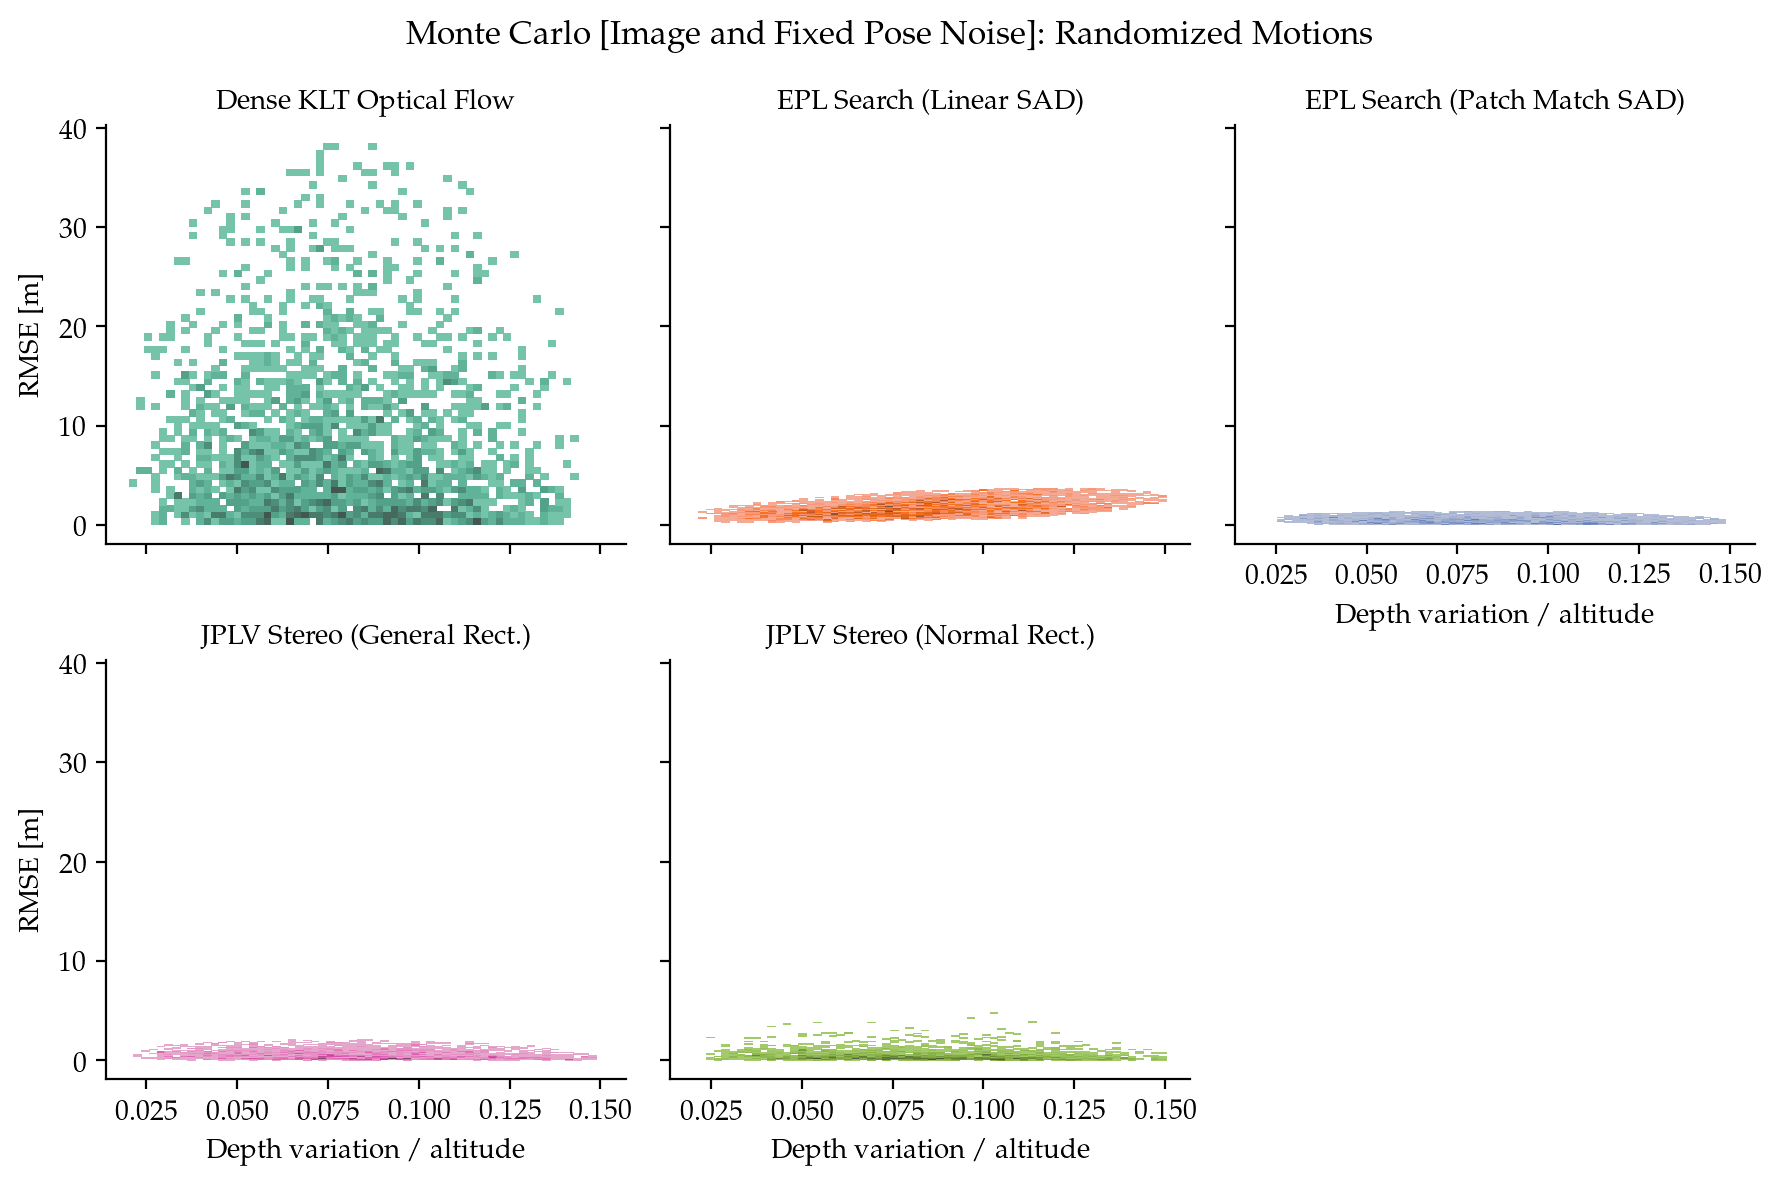 Monte Carlo [Image and Fixed Pose Noise]: Randomized Motions
Dense KLT Optical Flow
EPL Search (Linear SAD)
EPL Search (Patch Match SAD)
40
30
20
10
0
RMSE [m]
0.025 0.050 0.075 0.100 0.125 0.150
Depth variation / altitude
JPLV Stereo (General Rect.)
JPLV Stereo (Normal Rect.)
40
30
20
10
0
RMSE [m]
0.025 0.050 0.075 0.100 0.125 0.150
Depth variation / altitude
0.025 0.050 0.075 0.100 0.125 0.150
Depth variation / altitude